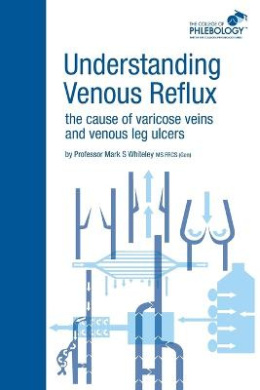 THE COLLEGE OF
PHLEBOLOGY™
Understanding
Venous Reflux
the cause of varicose veins
and venous leg ulcers
by Professor Mark S Whiteley MS FRCS (Gen)